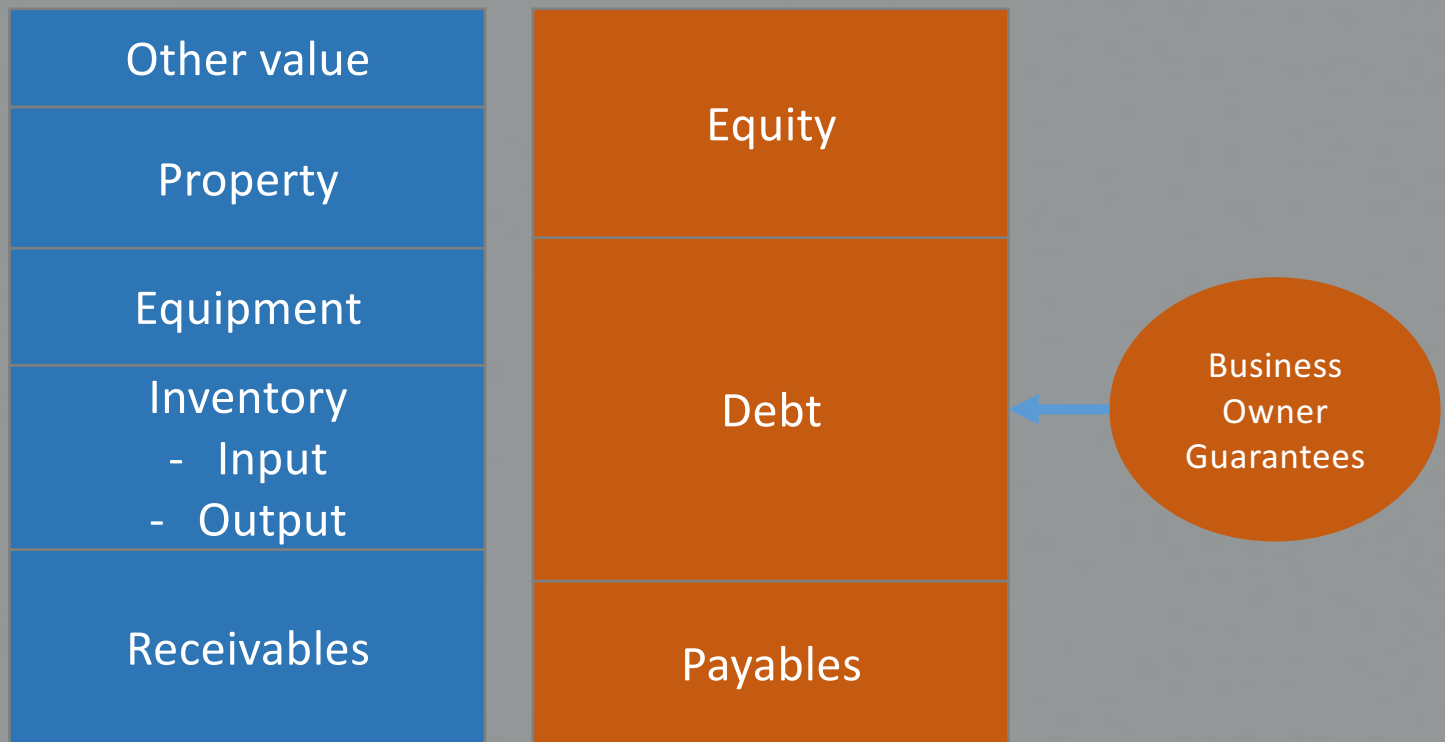 Other value
Property
Equipment
Inventory
- Input
- Output
Receivables
Equity
Debt
Payables
Business
Owner
Guarantees